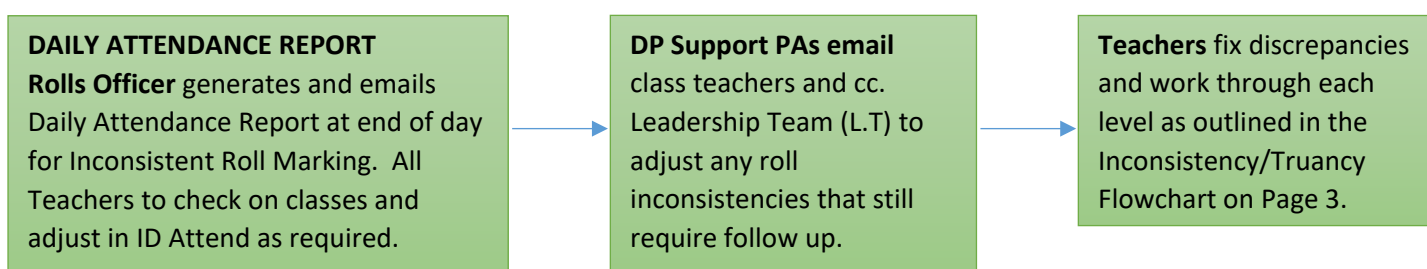 DAILY ATTENDANCE REPORT
Rolls Officer generates and emails
Daily Attendance Report at end of day
for Inconsistent Roll Marking.  All
Teachers to check on classes and
adjust in ID Attend as required.
DP Support PAs email
class teachers and cc.
Leadership Team (L.T) to
adjust any roll
inconsistencies that still
require follow up.
Teachers fix discrepancies
and work through each
level as outlined in the
Inconsistency/Truancy
Flowchart on Page 3.